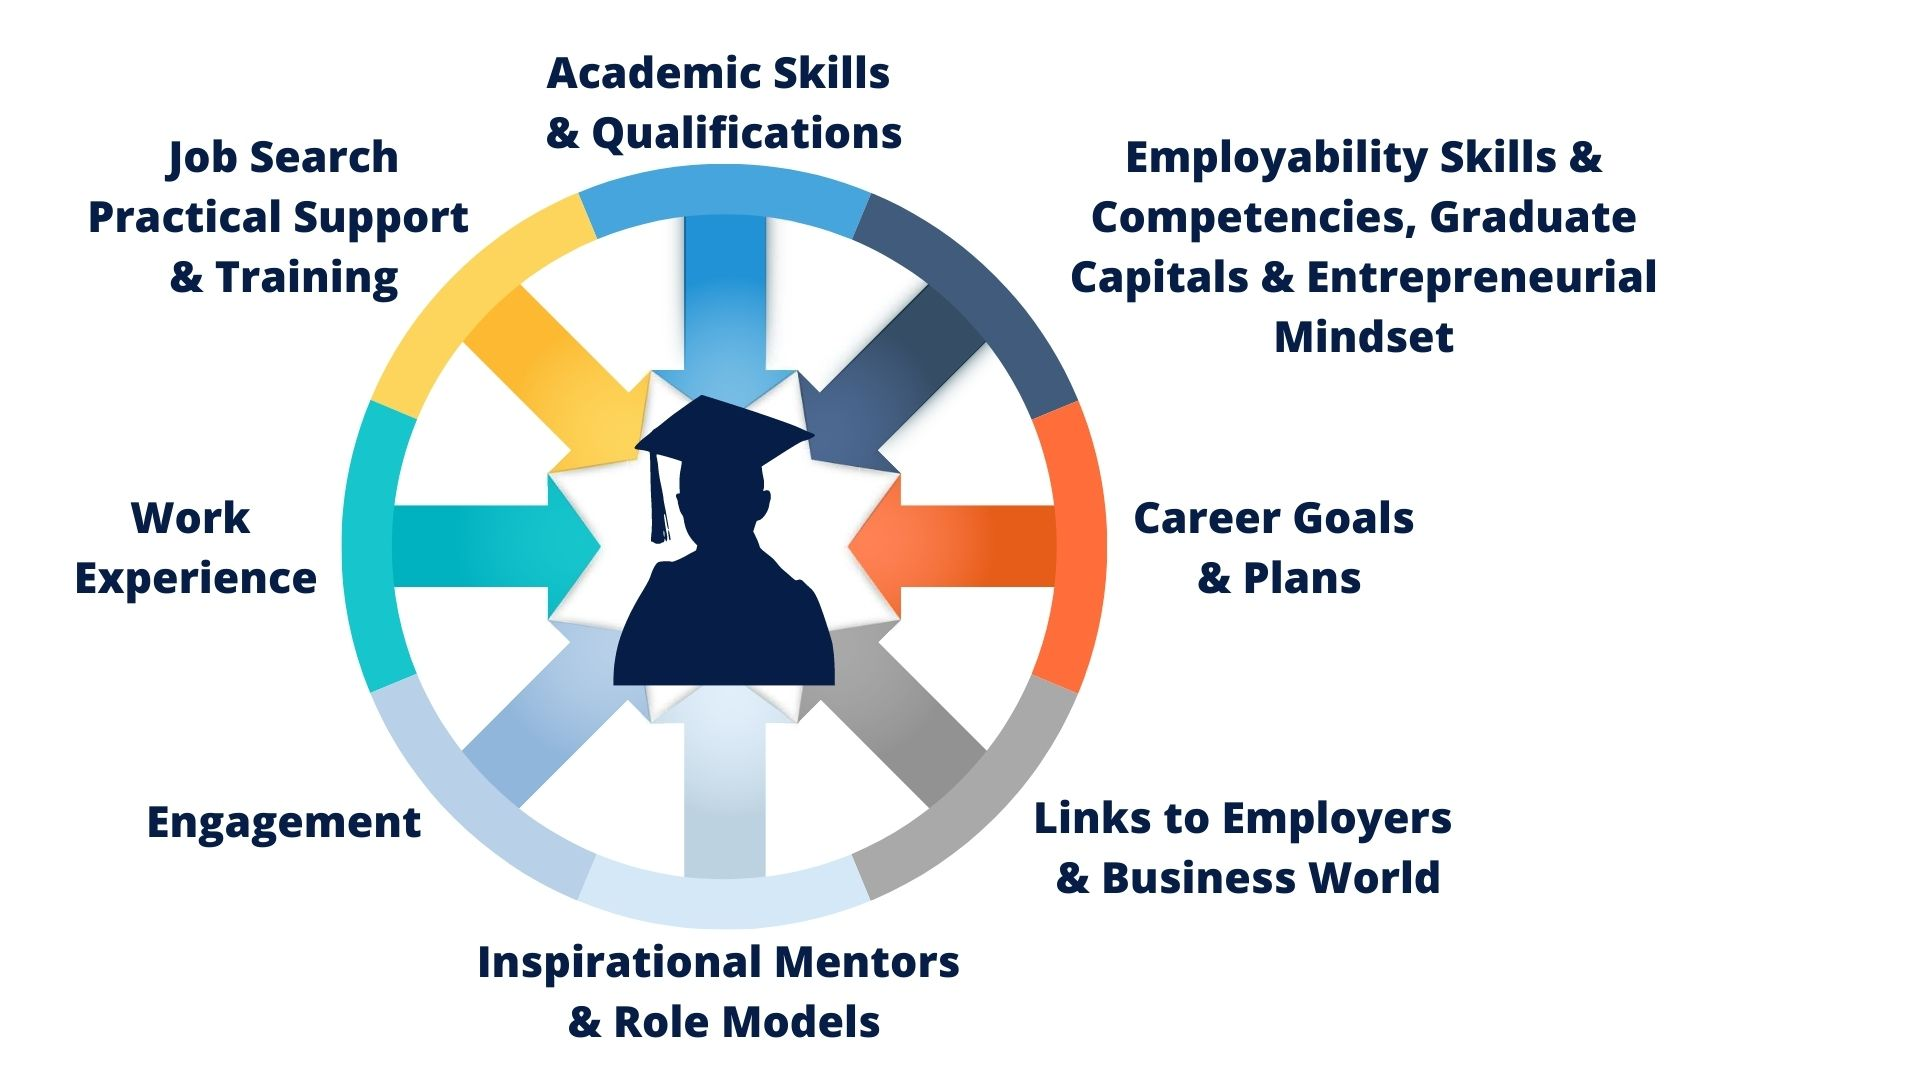 Academic Skills
& Qualifications
Employability Skills &
Competencies, Graduate
Capitals & Entrepreneurial
Mindset
Career Goals
& Plans
Links to Employers
& Business World
Inspirational Mentors
& Role Models
Engagement
Work
Experience
Job Search
Practical Support
& Training